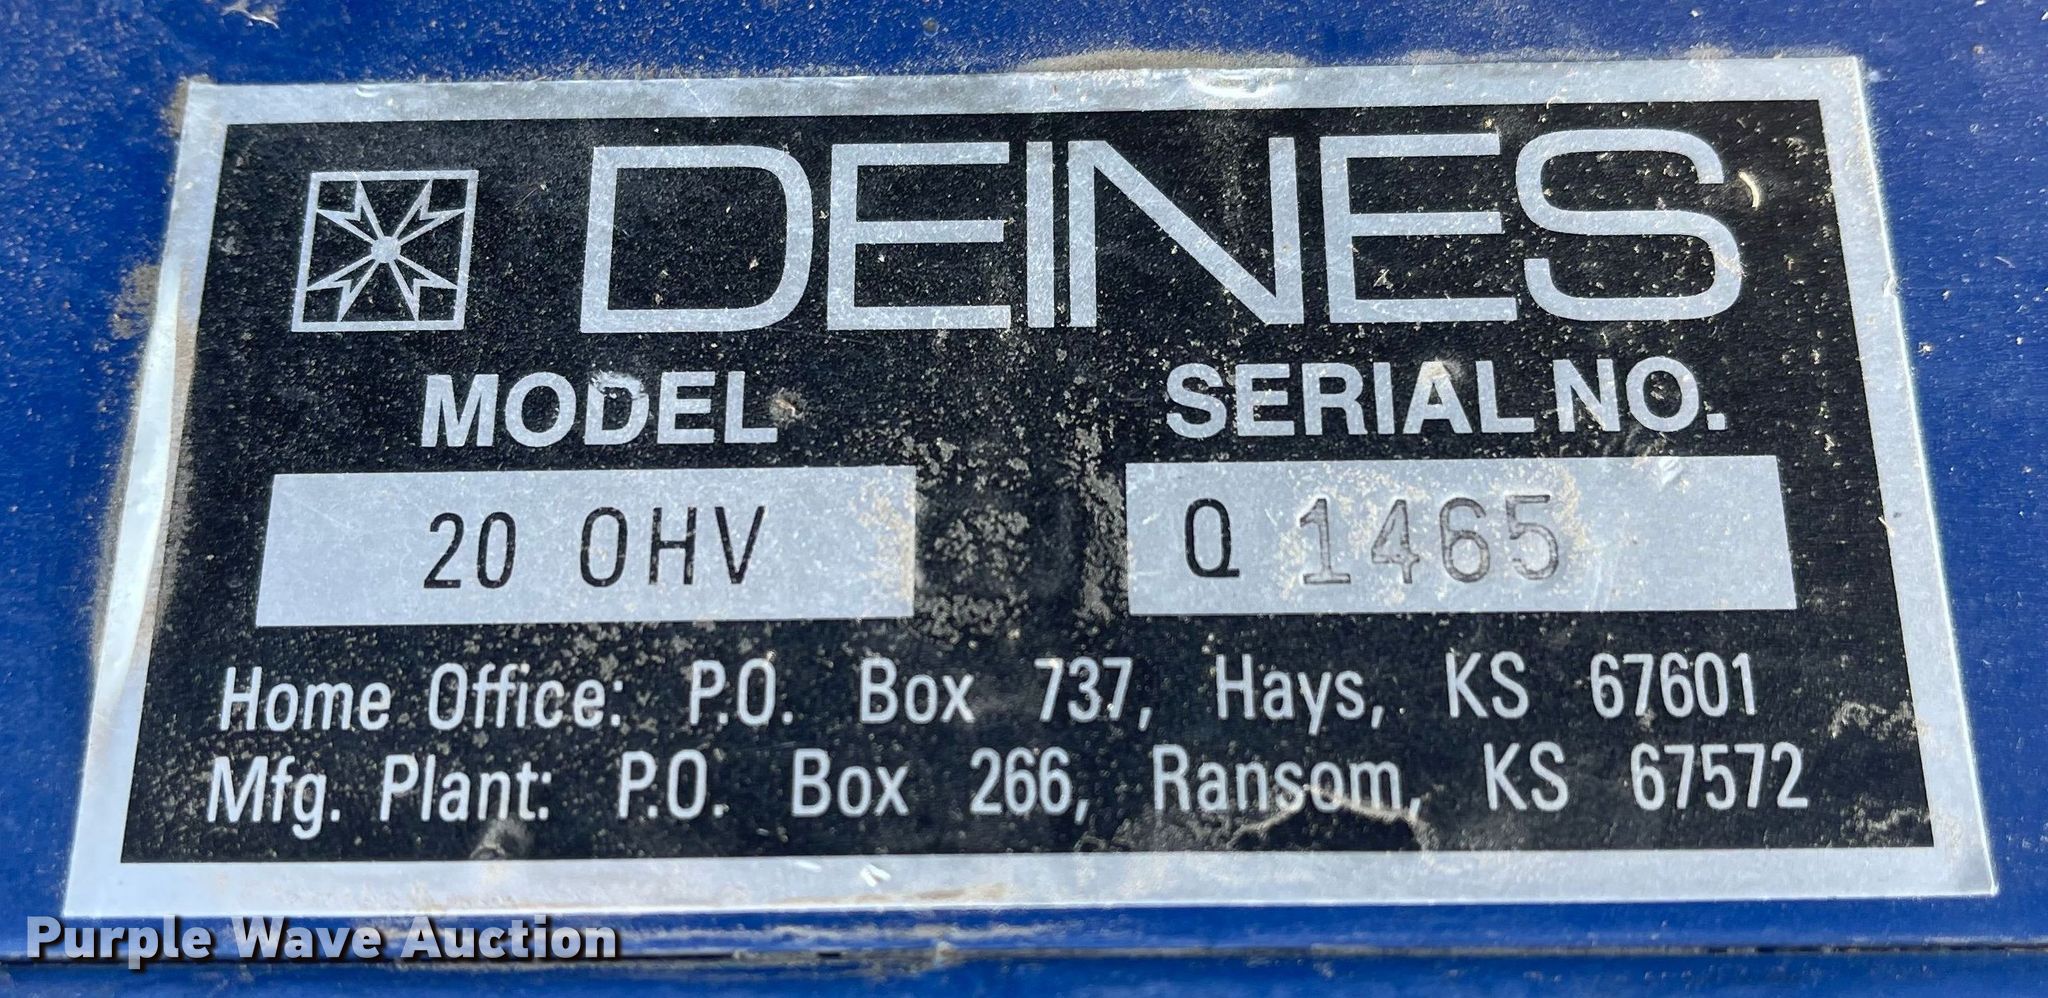 DEINES
MODEL SERIAL NO.
20 OHV Q 1465
Home Office: P.O. Box 737, Hays, KS 67601
Mfg. Plant: P.O. Box 266, Ransom, KS 67572
Purple Wave Auction